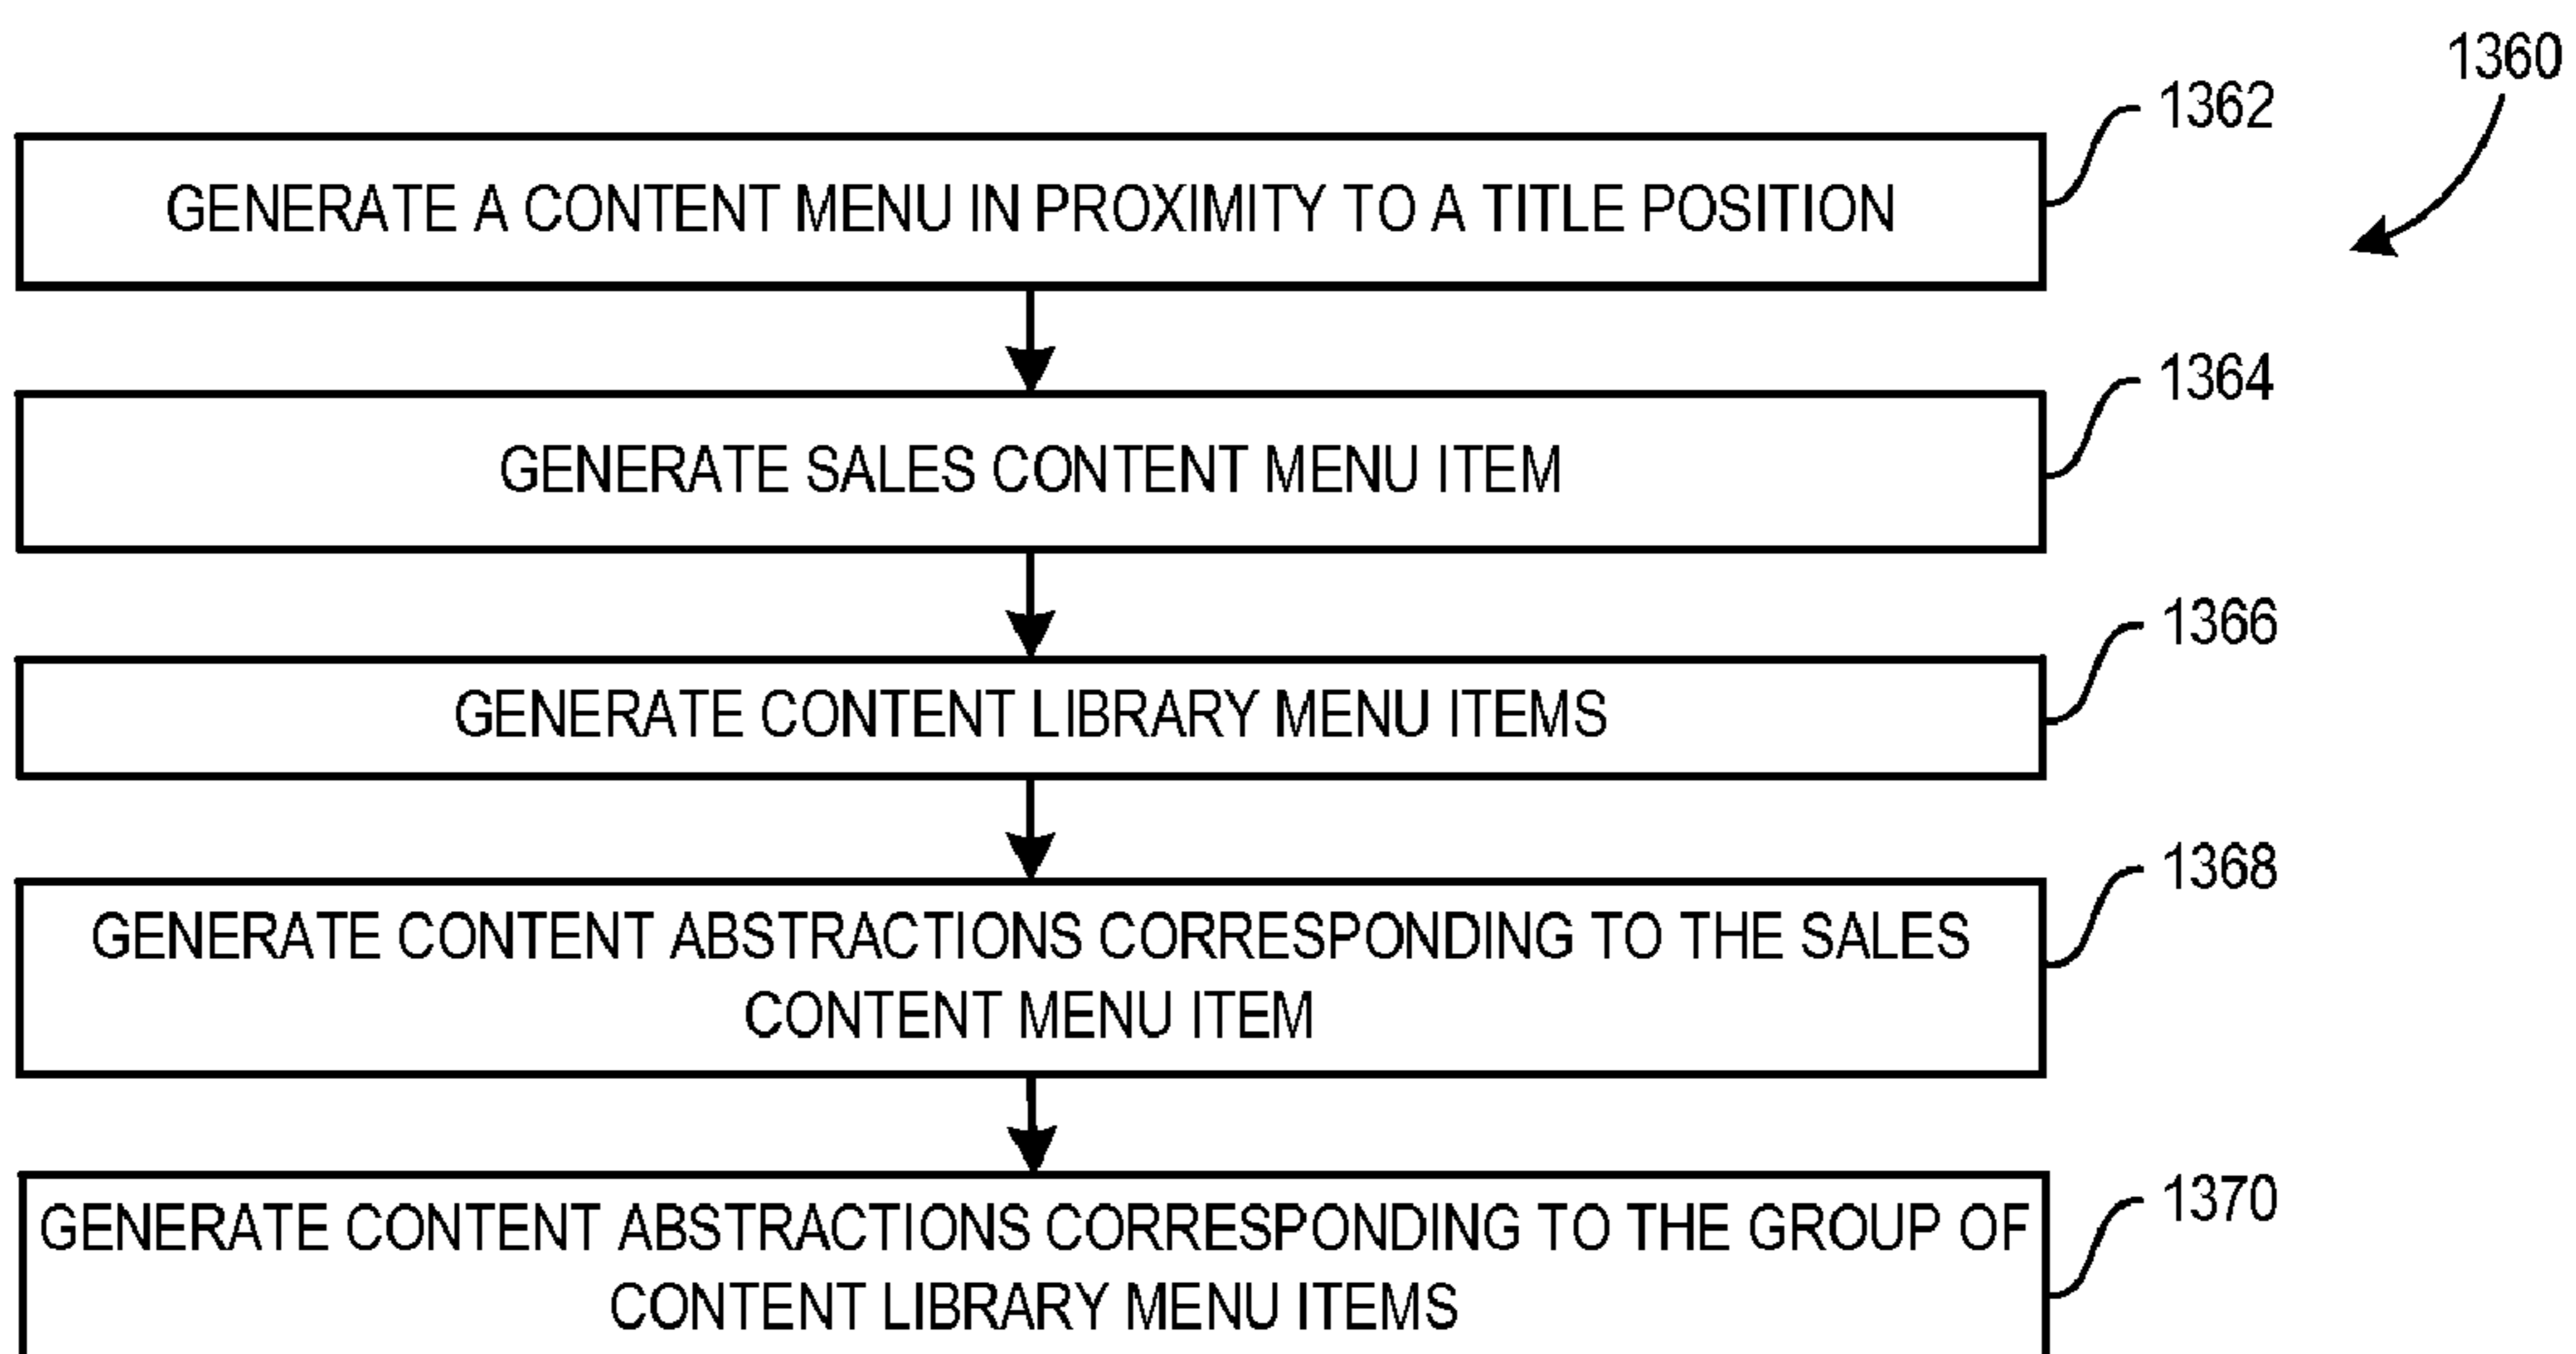 1360
1362
GENERATE A CONTENT MENU IN PROXIMITY TO A TITLE POSITION
1364
GENERATE SALES CONTENT MENU ITEM
1366
GENERATE CONTENT LIBRARY MENU ITEMS
1368
GENERATE CONTENT ABSTRACTIONS CORRESPONDING TO THE SALES
CONTENT MENU ITEM
1370
GENERATE CONTENT ABSTRACTIONS CORRESPONDING TO THE GROUP OF
CONTENT LIBRARY MENU ITEMS